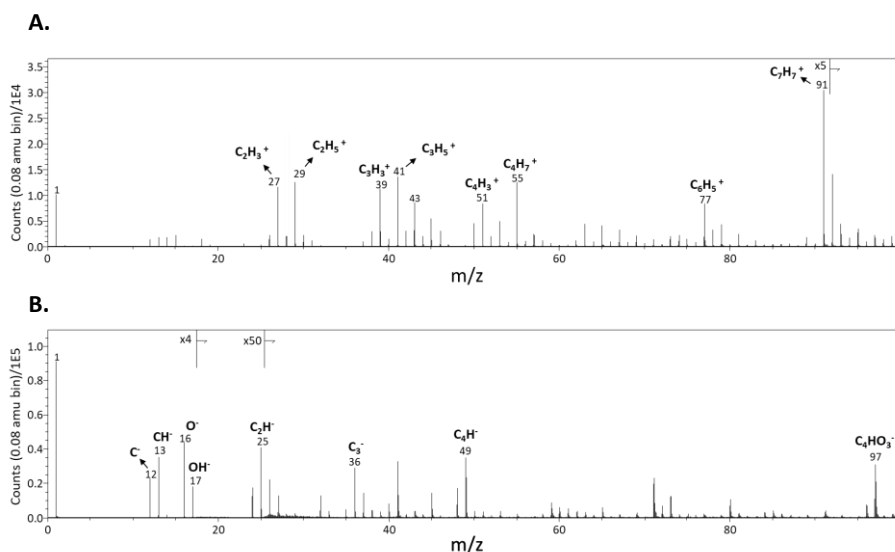 A.
Counts (0.08 amu bin)/1E4
3.5
3.0
2.5
2.0
1.5
1.0
0.5
0.0
1
C₂H₃⁺
27
C₂H₅⁺
29
C₃H₃⁺
39
C₃H₅⁺
41
43
C₄H₃⁺
51
C₄H₇⁺
55
C₆H₅⁺
77
C₇H₇⁺
91
x5
0 20 40 60 80
m/z
B.
Counts (0.08 amu bin)/1E5
1.0
0.8
0.6
0.4
0.2
0.0
1
x4
x50
C⁻
12
CH⁻
13
O⁻
16
OH⁻
17
C₂H⁻
25
C₃⁻
36
C₄H⁻
49
C₄HO₃⁻
97
0 20 40 60 80
m/z